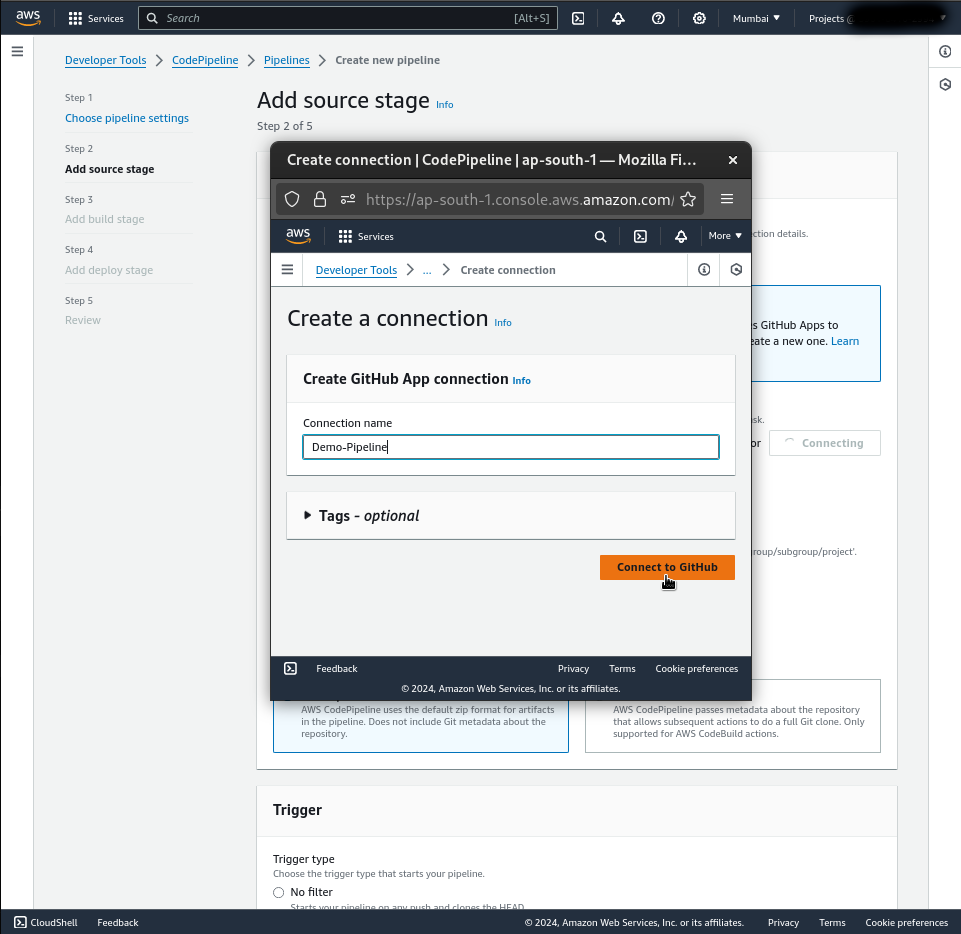 aws
Services
Search
[Alt+S]
Mumbai
Projects @
Developer Tools
CodePipeline
Pipelines
Create new pipeline
Step 1
Choose pipeline settings
Step 2
Add source stage
Step 3
Add build stage
Step 4
Add deploy stage
Step 5
Review
Add source stage Info
Step 2 of 5
Create connection | CodePipeline | ap-south-1 — Mozilla Fi...
https://ap-south-1.console.aws.amazon.com/
aws
Services
More
Developer Tools
...
Create connection
Create a connection Info
Create GitHub App connection Info
Connection name
Demo-Pipeline
Tags - optional
Connect to GitHub
Feedback
Privacy
Terms
Cookie preferences
© 2024, Amazon Web Services, Inc. or its affiliates.
details.
GitHub Apps to
a new one. Learn
or
Connecting
/subgroup/project'.
AWS CodePipeline uses the default zip format for artifacts
in the pipeline. Does not include Git metadata about the
repository.
AWS CodePipeline passes metadata about the repository
that allows subsequent actions to do a full Git clone. Only
supported for AWS CodeBuild actions.
Trigger
Trigger type
Choose the trigger type that starts your pipeline.
No filter
Starts your pipeline on any push and clones the HEAD.
CloudShell
Feedback
© 2024, Amazon Web Services, Inc. or its affiliates.
Privacy
Terms
Cookie preferences